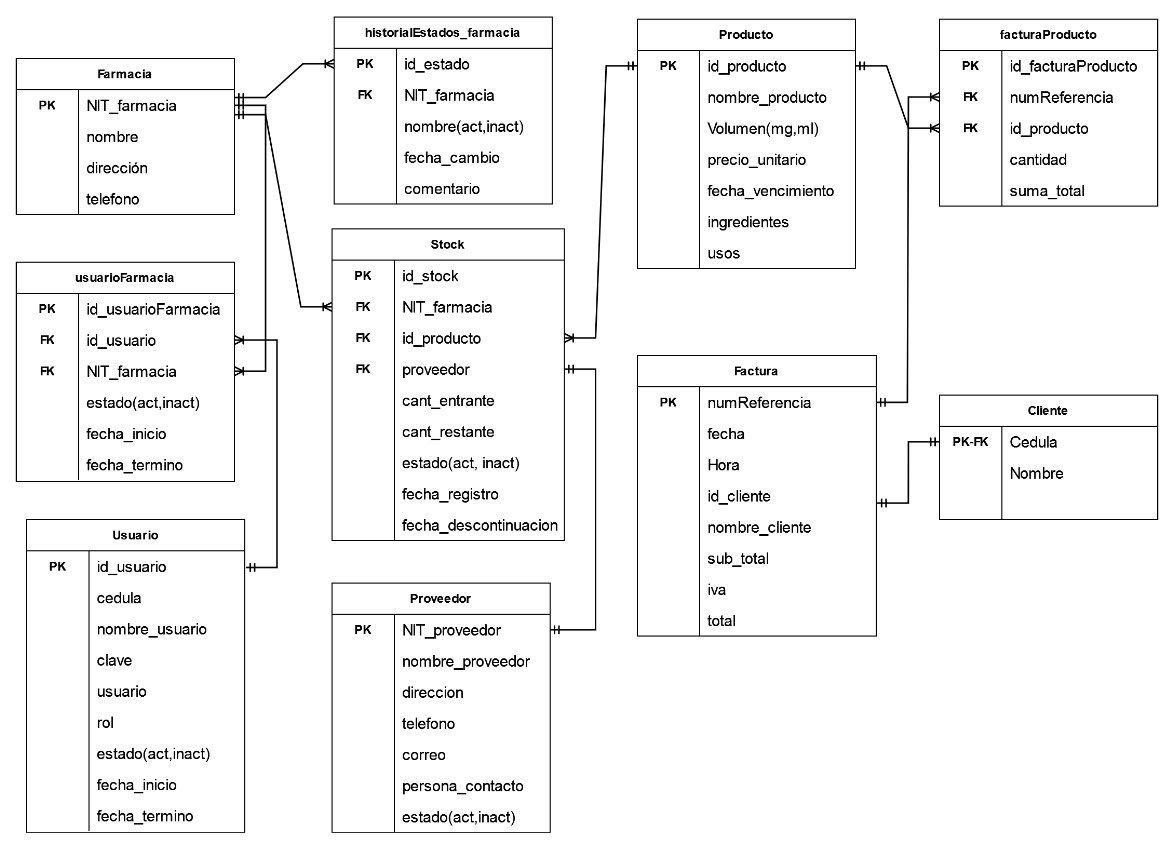 Farmacia
PK NIT_farmacia
nombre
dirección
telefono
historialEstados_farmacia
PK id_estado
FK NIT_farmacia
nombre(act,inact)
fecha_cambio
comentario
Producto
PK id_producto
nombre_producto
Volumen(mg,ml)
precio_unitario
fecha_vencimiento
ingredientes
usos
facturaProducto
PK id_facturaProducto
FK numReferencia
FK id_producto
cantidad
suma_total
usuarioFarmacia
PK id_usuarioFarmacia
FK id_usuario
FK NIT_farmacia
estado(act,inact)
fecha_inicio
fecha_termino
Stock
PK id_stock
FK NIT_farmacia
FK id_producto
FK proveedor
cant_entrante
cant_restante
estado(act, inact)
fecha_registro
fecha_descontinuacion
Factura
PK numReferencia
fecha
Hora
id_cliente
nombre_cliente
sub_total
iva
total
Cliente
PK-FK Cedula
Nombre
Usuario
PK id_usuario
cedula
nombre_usuario
clave
usuario
rol
estado(act,inact)
fecha_inicio
fecha_termino
Proveedor
PK NIT_proveedor
nombre_proveedor
direccion
telefono
correo
persona_contacto
estado(act,inact)